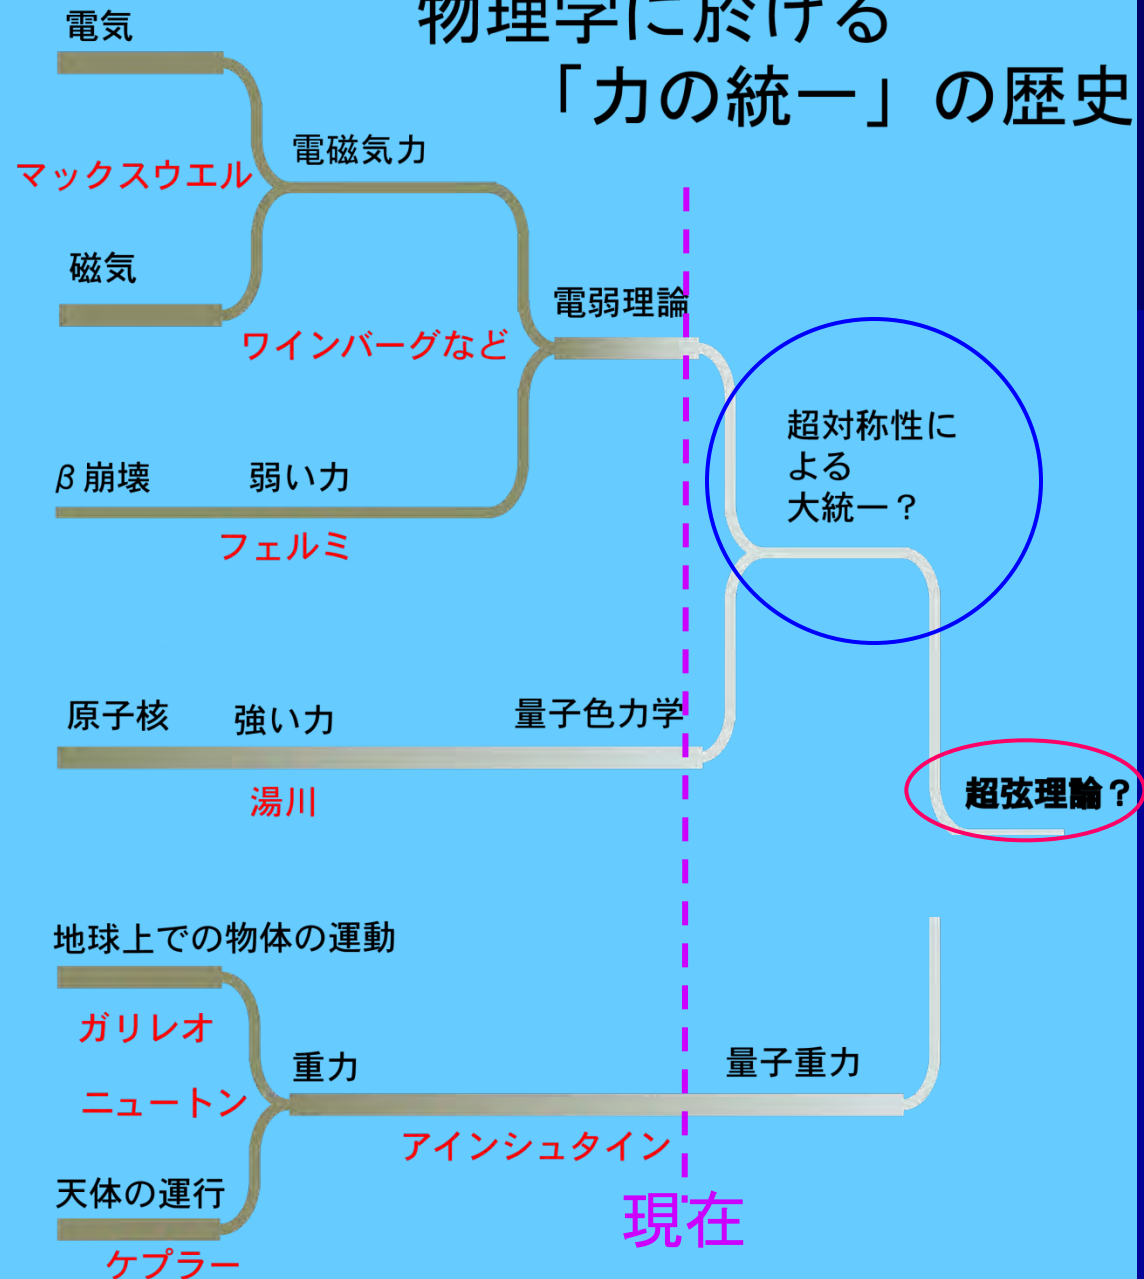 物理学に於ける
「力の統一」の歴史
電気
電磁気力
マックスウエル
磁気
電弱理論
ワインバーグなど
超対称性に
よる
大統一？
β崩壊
弱い力
フェルミ
原子核
強い力
量子色力学
湯川
超弦理論？
地球上での物体の運動
ガリレオ
重力
量子重力
ニュートン
アインシュタイン
天体の運行
現在
ケプラー